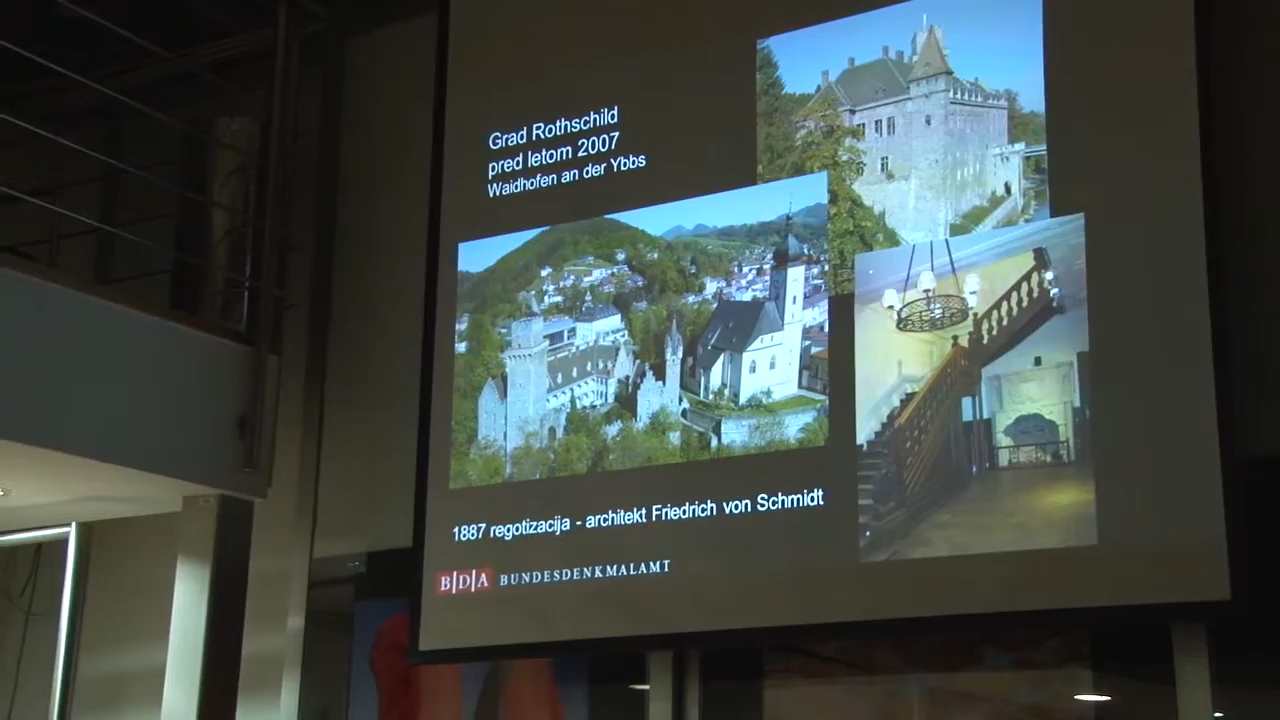 Grad Rothschild
pred letom 2007
Waidhofen an der Ybbs
1887 regotizacija - architekt Friedrich von Schmidt
B|D|A BUNDESDENKMALAMT